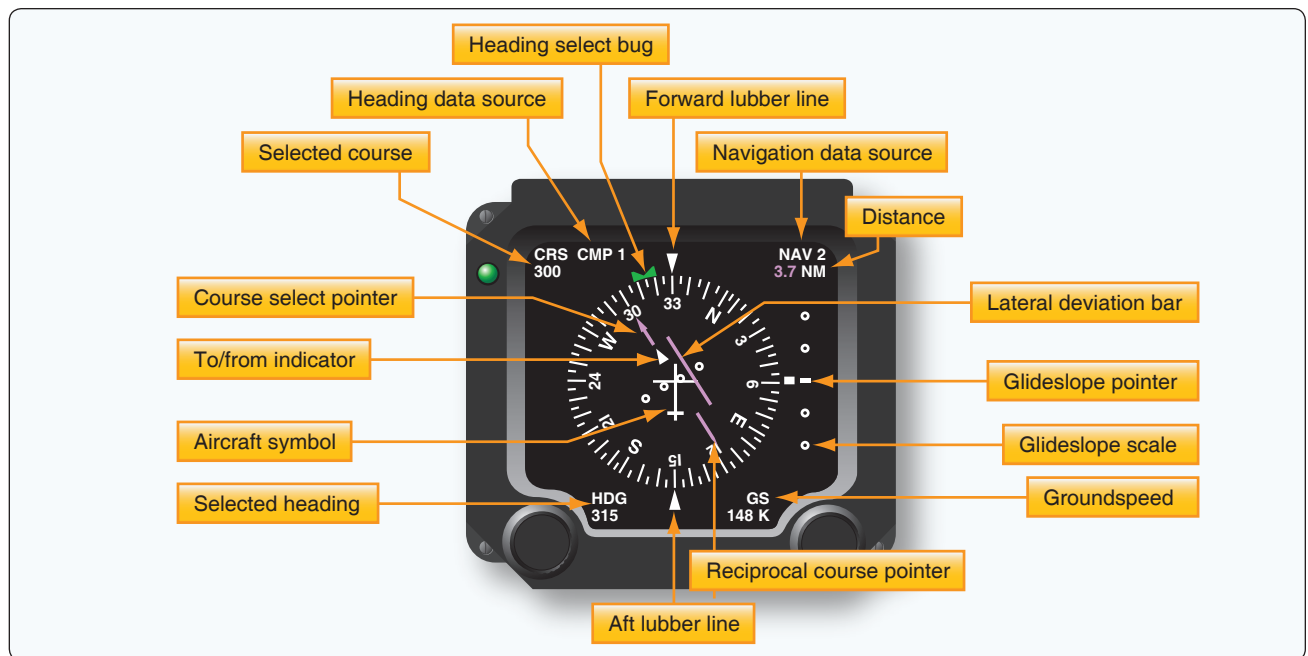 Heading select bug
Heading data source
Forward lubber line
Selected course
Navigation data source
Distance
CRS CMP 1
300
NAV 2
3.7 NM
33
N
3
6
E
12
15
S
21
24
W
30
Course select pointer
Lateral deviation bar
To/from indicator
Glideslope pointer
Aircraft symbol
Glideslope scale
Selected heading
HDG
315
GS
148 K
Groundspeed
Reciprocal course pointer
Aft lubber line